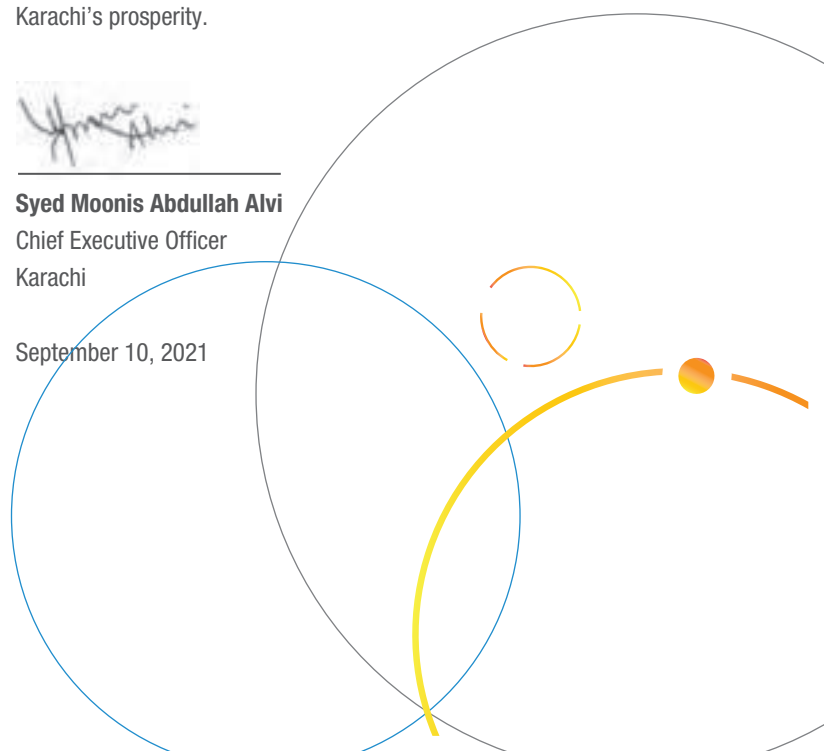 Karachi’s prosperity.
Syed Moonis Abdullah Alvi
Chief Executive Officer
Karachi
September 10, 2021